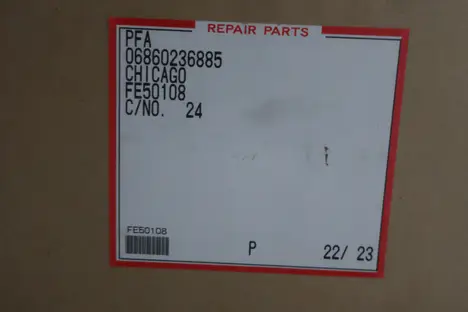 REPAIR PARTS
PFA
06860236885
CHICAGO
FE50108
C/NO. 24
FE50108
P 22/ 23